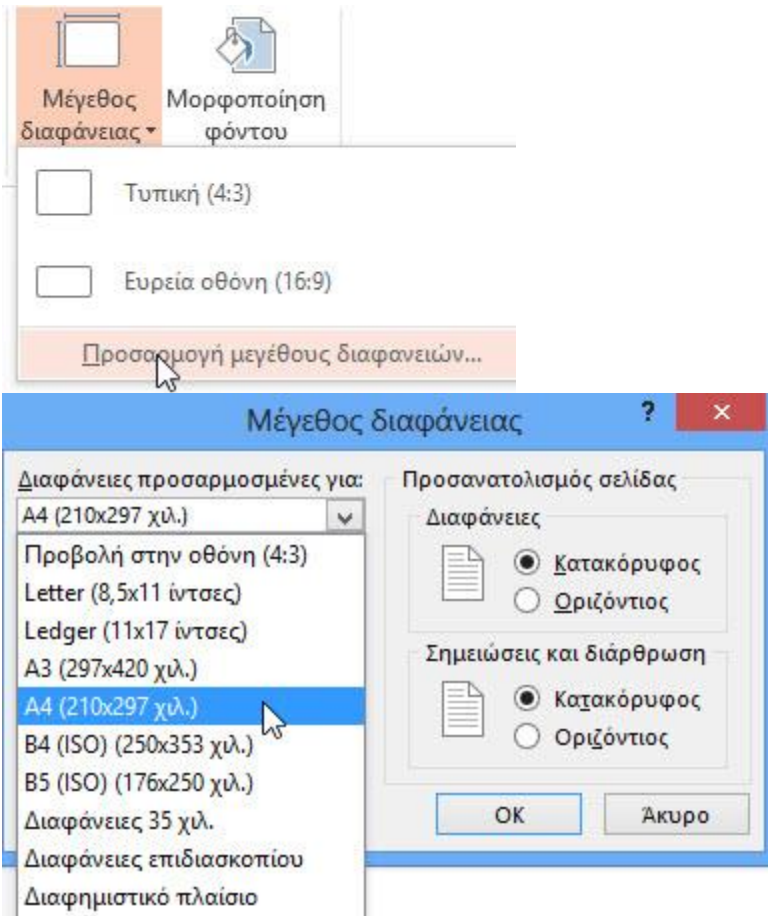 Μέγεθος διαφάνειας
Μορφοποίηση φόντου
Τυπική (4:3)
Ευρεία οθόνη (16:9)
Προσαρμογή μεγέθους διαφανειών...
Μέγεθος διαφάνειας
?
Διαφάνειες προσαρμοσμένες για:
A4 (210x297 χιλ.)
Προβολή στην οθόνη (4:3)
Letter (8,5x11 ίντσες)
Ledger (11x17 ίντσες)
A3 (297x420 χιλ.)
A4 (210x297 χιλ.)
B4 (ISO) (250x353 χιλ.)
B5 (ISO) (176x250 χιλ.)
Διαφάνειες 35 χιλ.
Διαφάνειες επιδιασκοπίου
Διαφημιστικό πλαίσιο
Προσανατολισμός σελίδας
Διαφάνειες
Κατακόρυφος
Οριζόντιος
Σημειώσεις και διάρθρωση
Κατακόρυφος
Οριζόντιος
OK
Άκυρο